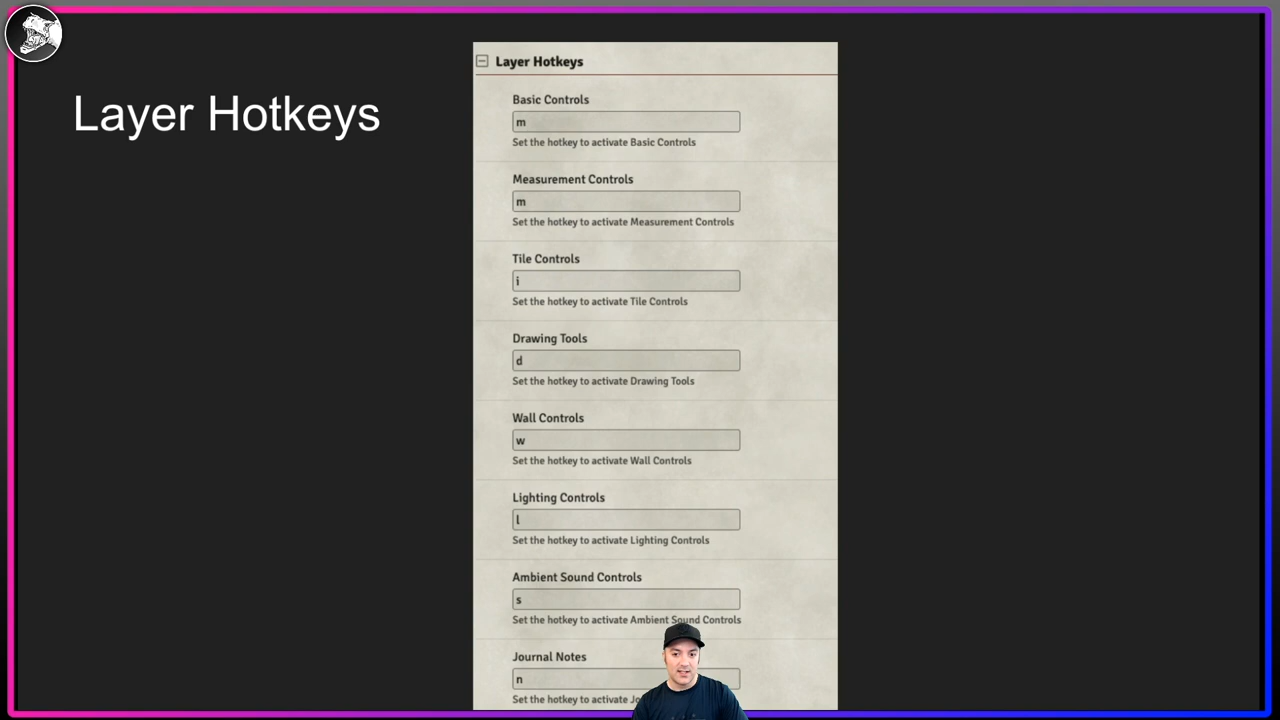 Layer Hotkeys
Layer Hotkeys
Basic Controls
m
Set the hotkey to activate Basic Controls
Measurement Controls
m
Set the hotkey to activate Measurement Controls
Tile Controls
i
Set the hotkey to activate Tile Controls
Drawing Tools
d
Set the hotkey to activate Drawing Tools
Wall Controls
w
Set the hotkey to activate Wall Controls
Lighting Controls
l
Set the hotkey to activate Lighting Controls
Ambient Sound Controls
s
Set the hotkey to activate Ambient Sound Controls
Journal Notes
n
Set the hotkey to activate